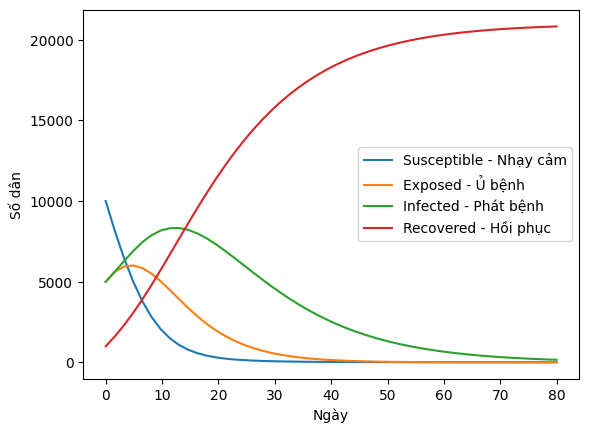 20000
15000
10000
5000
0
Số dân
Susceptible - Nhạy cảm
Exposed - Ủ bệnh
Infected - Phát bệnh
Recovered - Hồi phục
0 10 20 30 40 50 60 70 80
Ngày